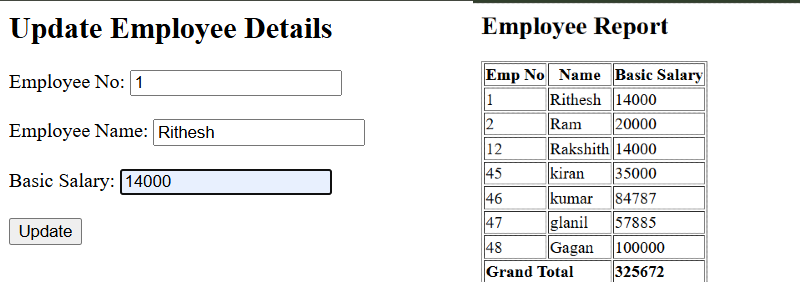 Update Employee Details
Employee No: 1
Employee Name: Rithesh
Basic Salary: 14000
Update
Employee Report
Emp No Name Basic Salary
1 Rithesh 14000
2 Ram 20000
12 Rakshith 14000
45 kiran 35000
46 kumar 84787
47 glanil 57885
48 Gagan 100000
Grand Total 325672